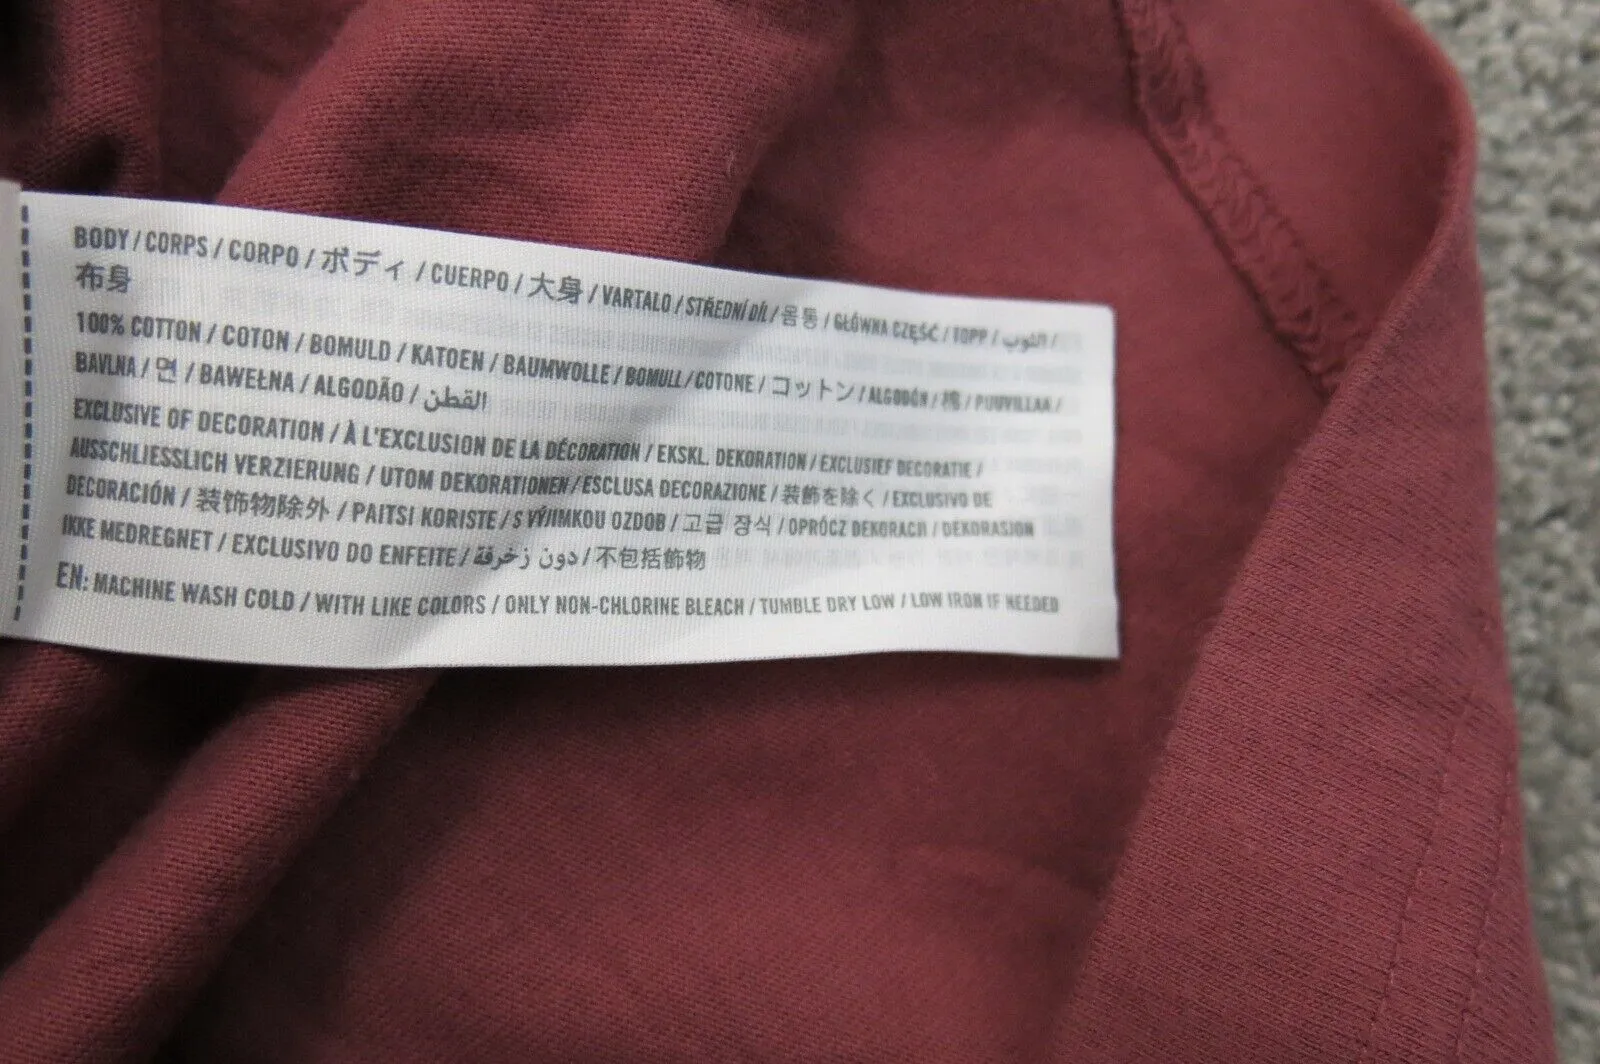 BODY / CORPS / CORPO / ボディ / CUERPO / 大身 / VARTALO / STŘEDNÍ DÍL / 몸통 / GŁÓWNA CZĘŚĆ / TOPP / الثوب /
布身
100% COTTON / COTON / BOMULD / KATOEN / BAUMWOLLE / BOMULL / COTONE / コットン / ALGODÓN / 棉 / PUUVILLAA /
BAVLNA / 면 / BAWEŁNA / ALGODÃO / القطن
EXCLUSIVE OF DECORATION / À L'EXCLUSION DE LA DÉCORATION / EKSKL. DEKORATION / EXCLUSIEF DECORATIE /
AUSSCHLIESSLICH VERZIERUNG / UTOM DEKORATIONEN / ESCLUSA DECORAZIONE / 装飾を除く / EXCLUSIVO DE
DECORACIÓN / 装饰物除外 / PAITSI KORISTE / S VÝJIMKOU OZDOB / 고급 장식 / OPRÓCZ DEKORACJI / DEKORASJON
IKKE MEDREGNET / EXCLUSIVO DO ENFEITE / دون زخرفة / 不包括飾物
EN: MACHINE WASH COLD / WITH LIKE COLORS / ONLY NON-CHLORINE BLEACH / TUMBLE DRY LOW / LOW IRON IF NEEDED